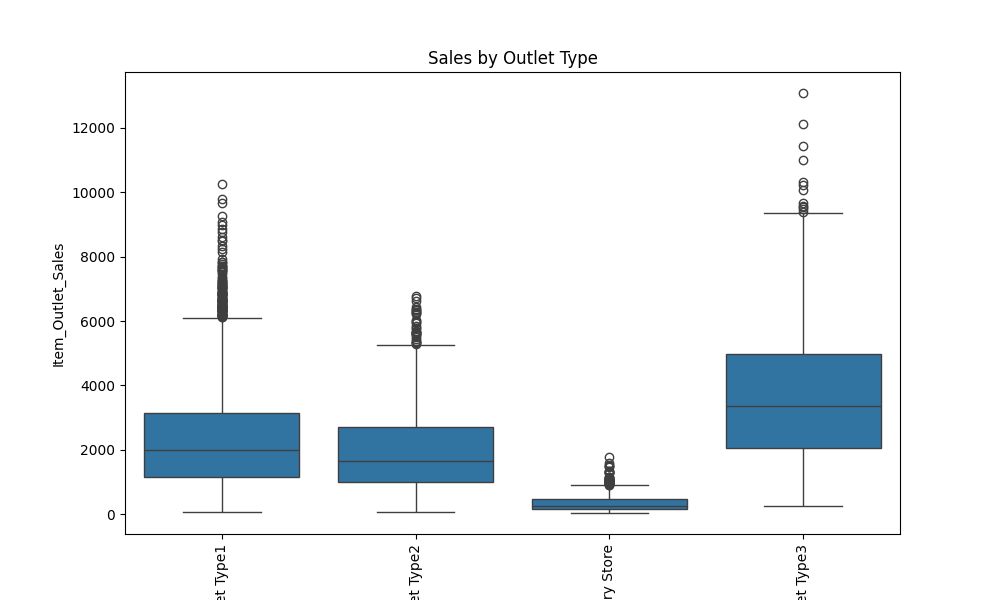 Sales by Outlet Type
Item_Outlet_Sales
12000
10000
8000
6000
4000
2000
0
et Type1
et Type2
ry Store
et Type3